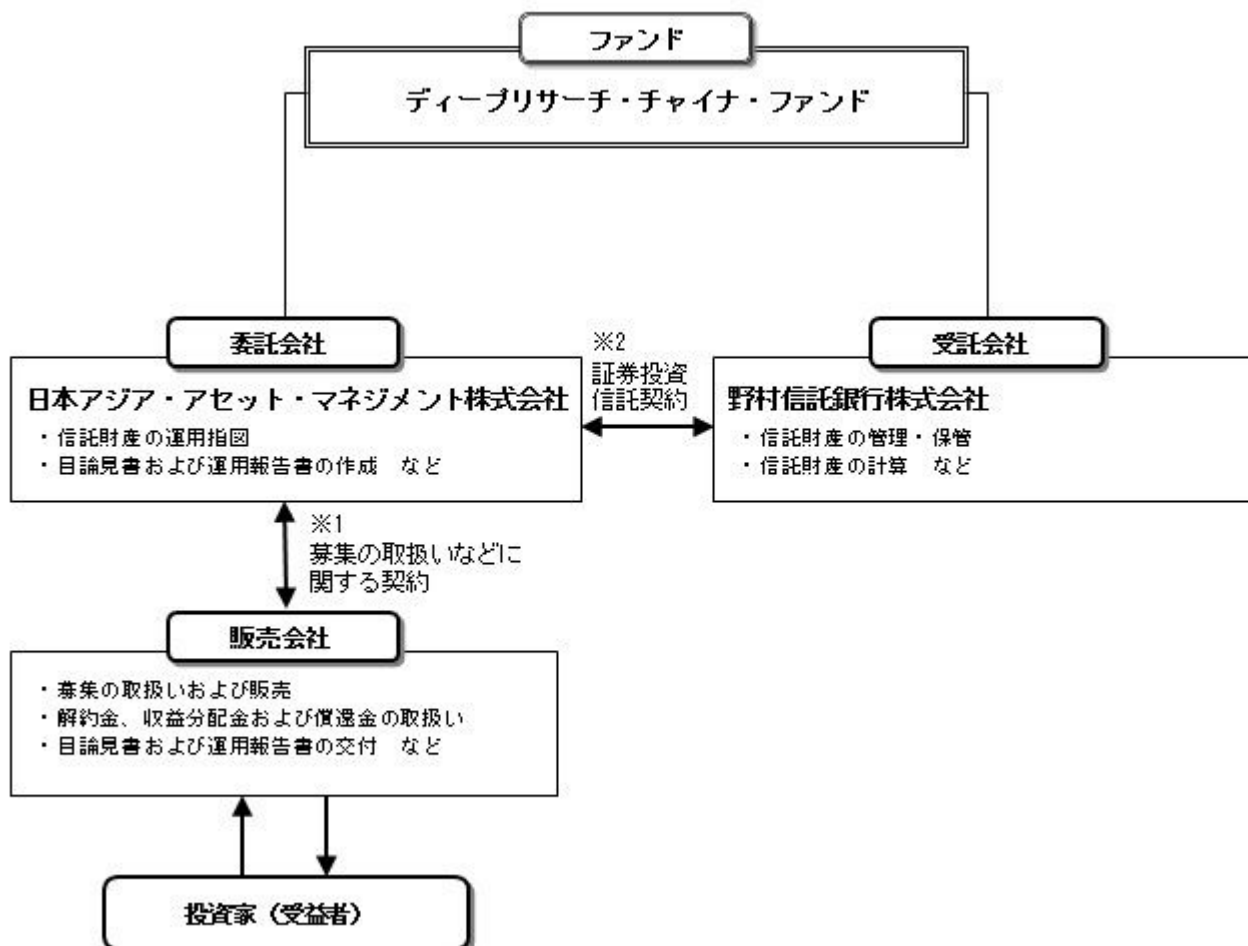 ファンド
ディープリサーチ・チャイナ・ファンド
委託会社
日本アジア・アセット・マネジメント株式会社
・信託財産の運用指図
・目論見書および運用報告書の作成　など
※2
証券投資
信託契約
受託会社
野村信託銀行株式会社
・信託財産の管理・保管
・信託財産の計算　など
※1
募集の取扱いなどに
関する契約
販売会社
・募集の取扱いおよび販売
・解約金、収益分配金および償還金の取扱い
・目論見書および運用報告書の交付　など
投資家（受益者）